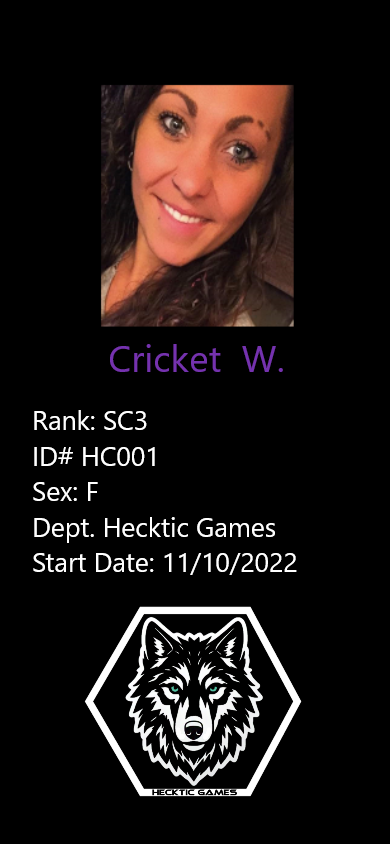 Cricket W.
Rank: SC3
ID# HC001
Sex: F
Dept. Hecktic Games
Start Date: 11/10/2022
HECKTIC GAMES